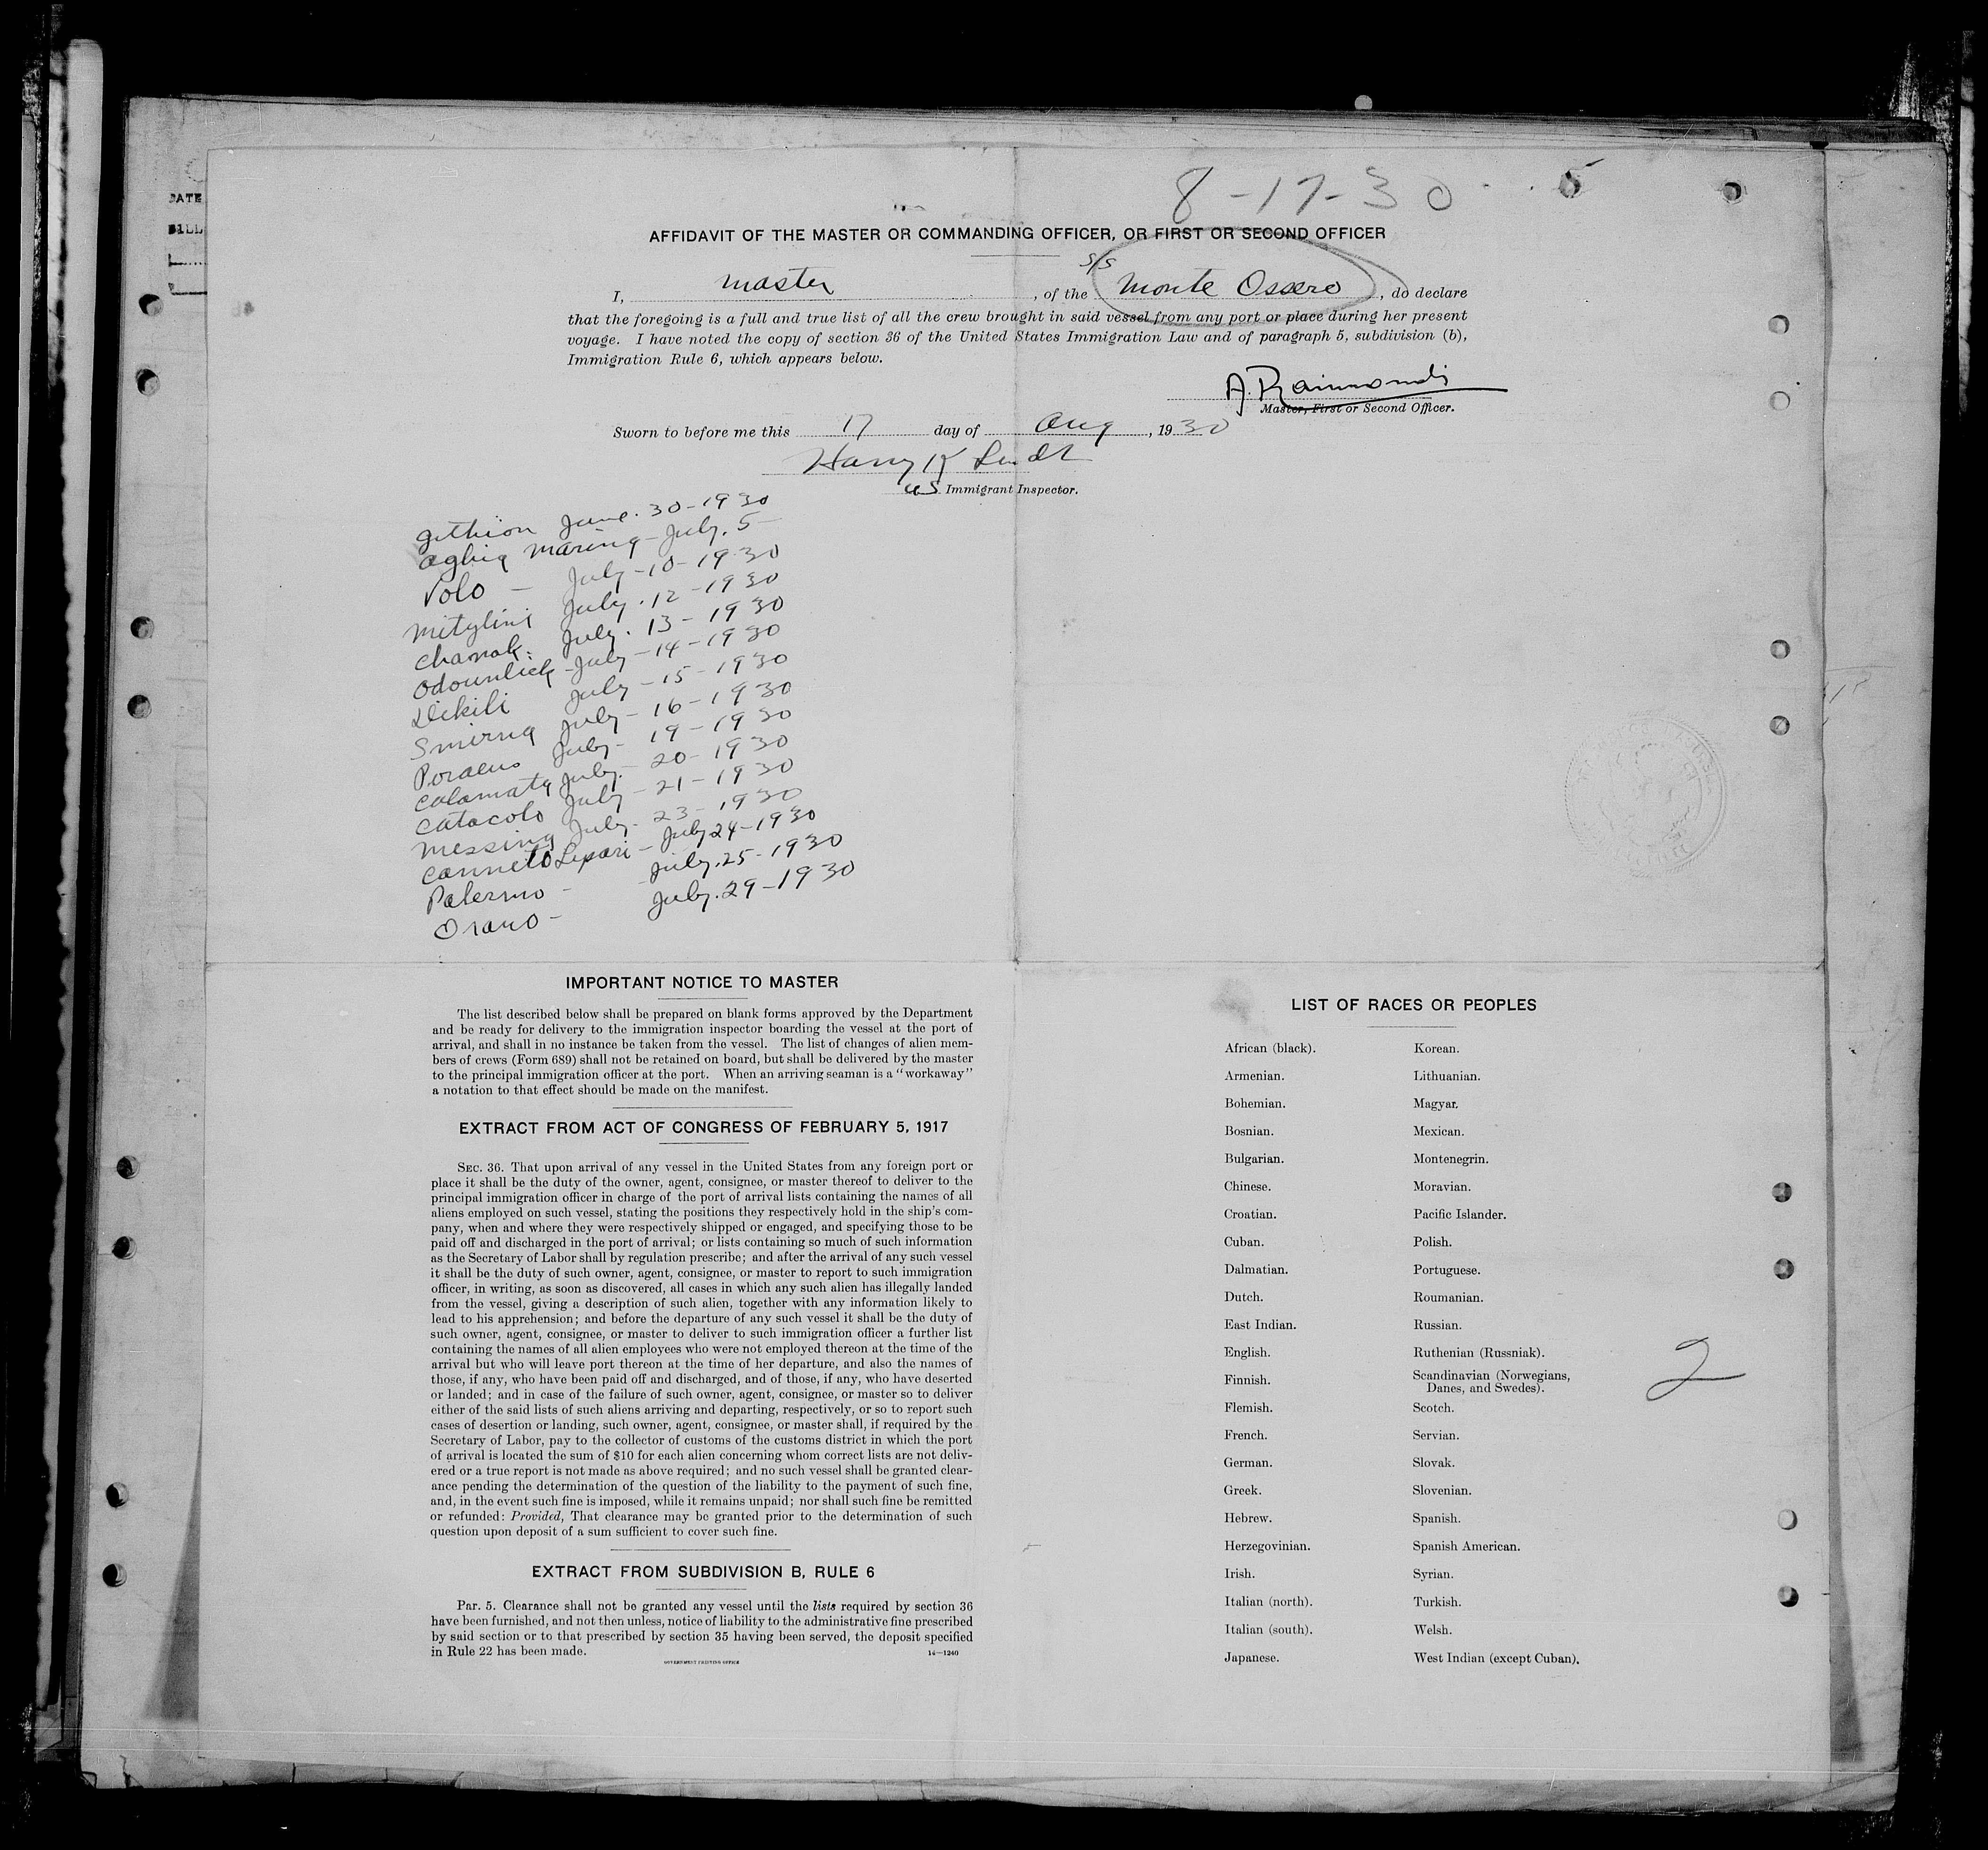 DATE
8-17-30
5
AFFIDAVIT OF THE MASTER OR COMMANDING OFFICER, OR FIRST OR SECOND OFFICER
I, master, of the S/S Monte Ossero, do declare
that the foregoing is a full and true list of all the crew brought in said vessel from any port or place during her present
voyage. I have noted the copy of section 36 of the United States Immigration Law and of paragraph 5, subdivision (b),
Immigration Rule 6, which appears below.
A. Raimondi
Master, First or Second Officer.
Sworn to before me this 17 day of Aug, 1930
Harry K
US Immigrant Inspector.
Githion June. 30-1930
Aghia Marina - July. 5-
Volo - July-10-1930
Mitylini July. 12-1930
Chanak: July. 13-1930
July-14-1930
Dikili July-15-1930
Smirna July-16-1930
Poraeus July-19-1930
Calamata July.-20-1930
Catacolo July-21-1930
Messina July. 23-1930
Canneto Lipari - July 24-1930
Palermo - July. 25-1930
Orano - July. 29-1930
IMPORTANT NOTICE TO MASTER
The list described below shall be prepared on blank forms approved by the Department
and be ready for delivery to the immigration inspector boarding the vessel at the port of
arrival, and shall in no instance be taken from the vessel. The list of changes of alien mem-
bers of crews (Form 689) shall not be retained on board, but shall be delivered by the master
to the principal immigration officer at the port. When an arriving seaman is a "workaway"
a notation to that effect should be made on the manifest.
EXTRACT FROM ACT OF CONGRESS OF FEBRUARY 5, 1917
SEC. 36. That upon arrival of any vessel in the United States from any foreign port or
place it shall be the duty of the owner, agent, consignee, or master thereof to deliver to the
principal immigration officer in charge of the port of arrival lists containing the names of all
aliens employed on such vessel, stating the positions they respectively hold in the ship's com-
pany, when and where they were respectively shipped or engaged, and specifying those to be
paid off and discharged in the port of arrival; or lists containing so much of such information
as the Secretary of Labor shall by regulation prescribe; and after the arrival of any such vessel
it shall be the duty of such owner, agent, consignee, or master to report to such immigration
officer, in writing, as soon as discovered, all cases in which any such alien has illegally landed
from the vessel, giving a description of such alien, together with any information likely to
lead to his apprehension; and before the departure of any such vessel it shall be the duty of
such owner, agent, consignee, or master to deliver to such immigration officer a further list
containing the names of all alien employees who were not employed thereon at the time of the
arrival but who will leave port thereon at the time of her departure, and also the names of
those, if any, who have been paid off and discharged, and of those, if any, who have deserted
or landed; and in case of the failure of such owner, agent, consignee, or master so to deliver
either of the said lists of such aliens arriving and departing, respectively, or so to report such
cases of desertion or landing, such owner, agent, consignee, or master shall, if required by the
Secretary of Labor, pay to the collector of customs of the customs district in which the port
of arrival is located the sum of $10 for each alien concerning whom correct lists are not deliv-
ered or a true report is not made as above required; and no such vessel shall be granted clear-
ance pending the determination of the question of the liability to the payment of such fine,
and, in the event such fine is imposed, while it remains unpaid; nor shall such fine be remitted
or refunded: Provided, That clearance may be granted prior to the determination of such
question upon deposit of a sum sufficient to cover such fine.
EXTRACT FROM SUBDIVISION B, RULE 6
PAR. 5. Clearance shall not be granted any vessel until the lists required by section 36
have been furnished, and not then unless, notice of liability to the administrative fine prescribed
by said section or to that prescribed by section 35 having been served, the deposit specified
in Rule 22 has been made.
14—1240
GOVERNMENT PRINTING OFFICE
LIST OF RACES OR PEOPLES
African (black).
Armenian.
Bohemian.
Bosnian.
Bulgarian.
Chinese.
Croatian.
Cuban.
Dalmatian.
Dutch.
East Indian.
English.
Finnish.
Flemish.
French.
German.
Greek.
Hebrew.
Herzegovinian.
Irish.
Italian (north).
Italian (south).
Japanese.
Korean.
Lithuanian.
Magyar.
Mexican.
Montenegrin.
Moravian.
Pacific Islander.
Polish.
Portuguese.
Roumanian.
Russian.
Ruthenian (Russniak).
Scandinavian (Norwegians,
Danes, and Swedes).
Scotch.
Servian.
Slovak.
Slovenian.
Spanish.
Spanish American.
Syrian.
Turkish.
Welsh.
West Indian (except Cuban).
2